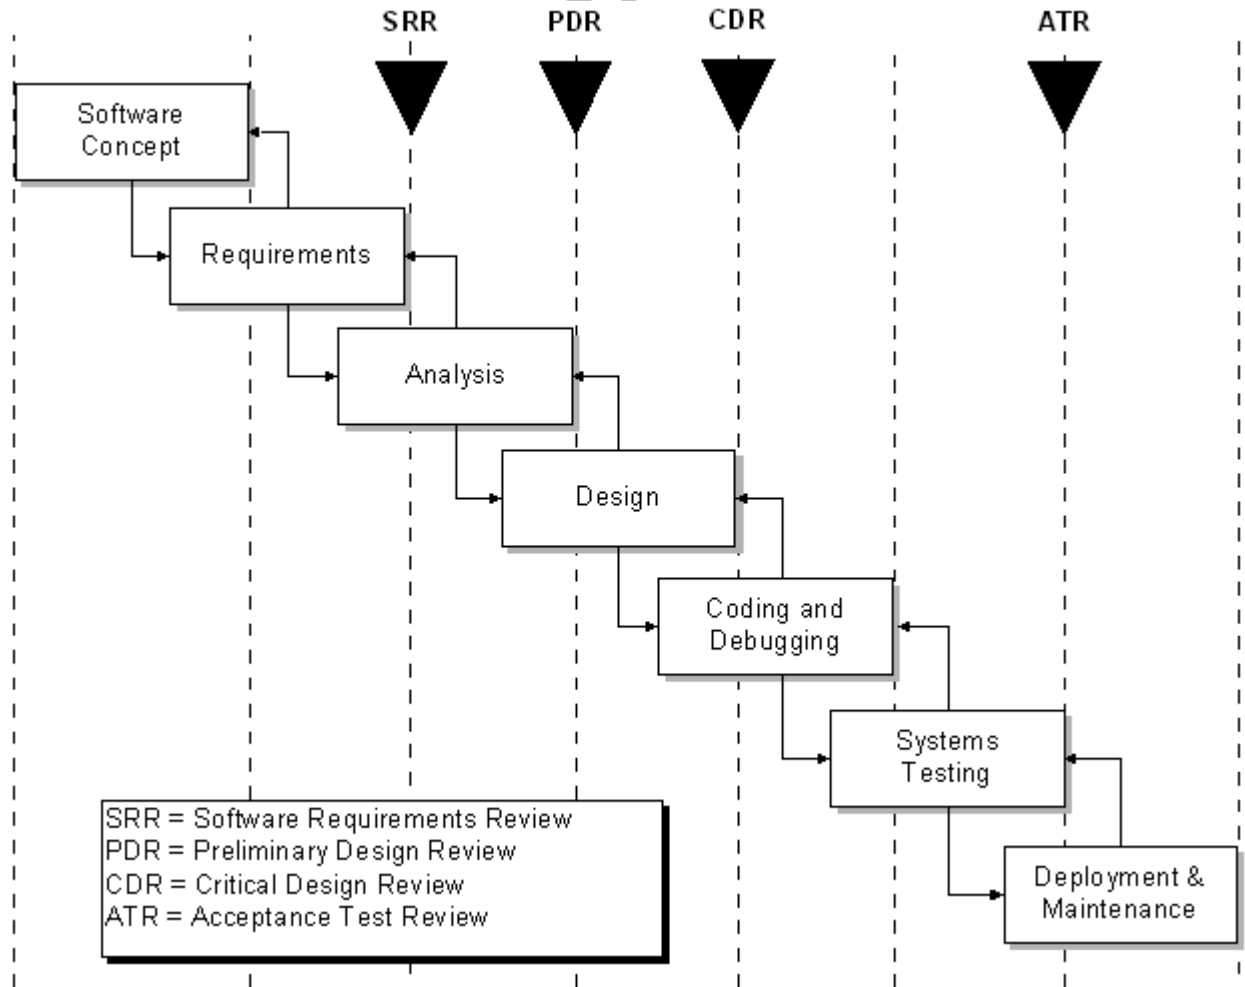 SRR PDR CDR ATR
Software
Concept
Requirements
Analysis
Design
Coding and
Debugging
Systems
Testing
Deployment &
Maintenance
SRR = Software Requirements Review
PDR = Preliminary Design Review
CDR = Critical Design Review
ATR = Acceptance Test Review